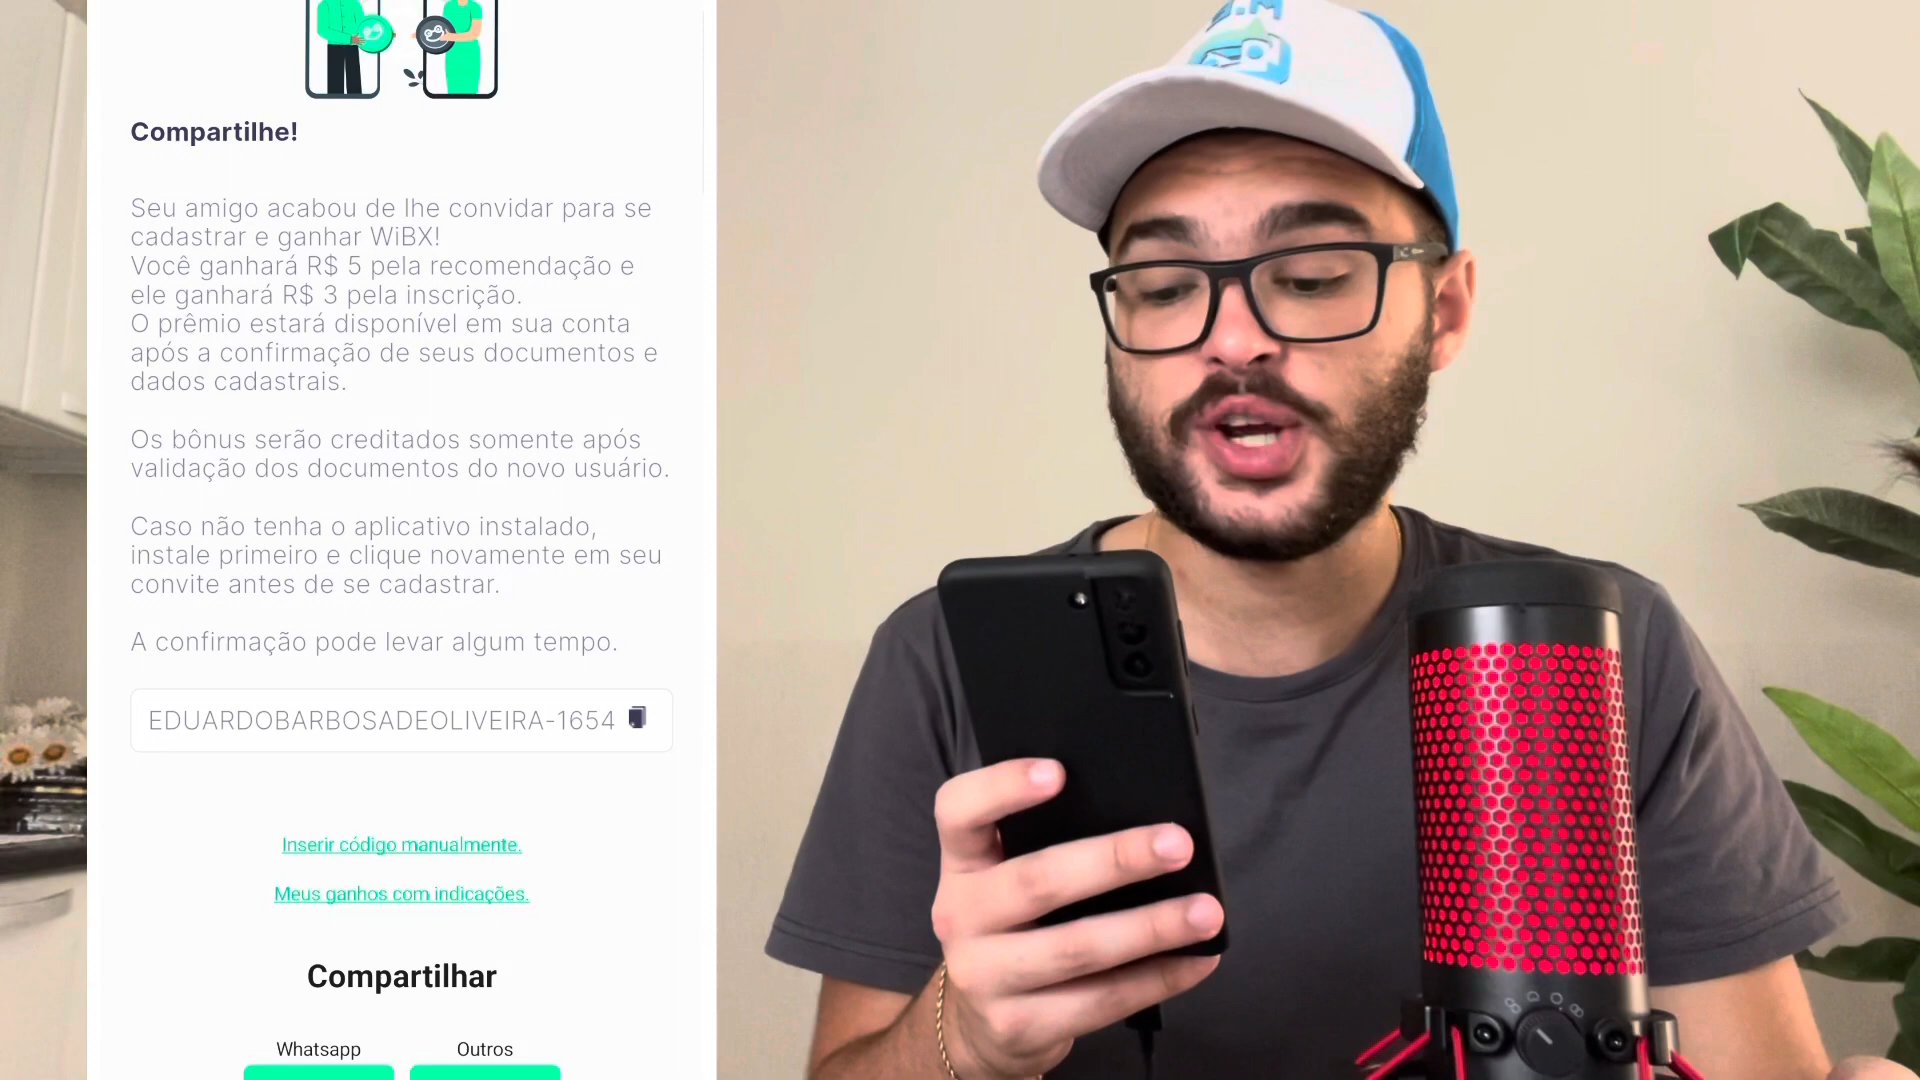 Compartilhe!
Seu amigo acabou de lhe convidar para se
cadastrar e ganhar WiBX!
Você ganhará R$ 5 pela recomendação e
ele ganhará R$ 3 pela inscrição.
O prêmio estará disponível em sua conta
após a confirmação de seus documentos e
dados cadastrais.
Os bônus serão creditados somente após
validação dos documentos do novo usuário.
Caso não tenha o aplicativo instalado,
instale primeiro e clique novamente em seu
convite antes de se cadastrar.
A confirmação pode levar algum tempo.
EDUARDOBARBOSADEOLIVEIRA-1654
Inserir código manualmente.
Meus ganhos com indicações.
Compartilhar
Whatsapp Outros